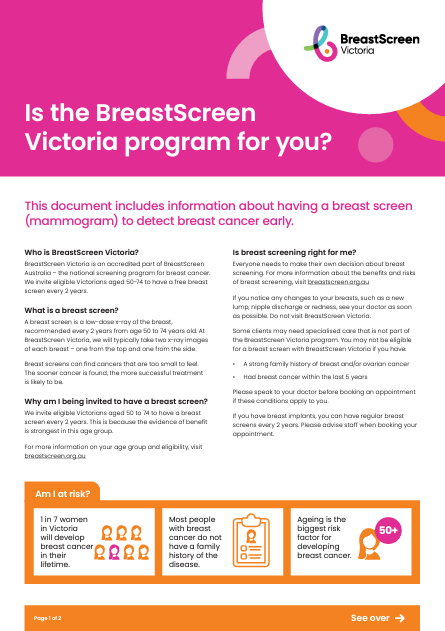 BreastScreen
Victoria
Is the BreastScreen
Victoria program for you?
This document includes information about having a breast screen
(mammogram) to detect breast cancer early.
Who is BreastScreen Victoria?
BreastScreen Victoria is an accredited part of BreastScreen
Australia – the national screening program for breast cancer.
We invite eligible Victorians aged 50-74 to have a free breast
screen every 2 years.
What is a breast screen?
A breast screen is a low-dose x-ray of the breast,
recommended every 2 years from age 50 to 74 years old. At
BreastScreen Victoria, we will typically take two x-ray images
of each breast – one from the top and one from the side.
Breast screens can find cancers that are too small to feel.
The sooner cancer is found, the more successful treatment
is likely to be.
Why am I being invited to have a breast screen?
We invite eligible Victorians aged 50 to 74 to have a breast
screen every 2 years. This is because the evidence of benefit
is strongest in this age group.
For more information on your age group and eligibility, visit
breastscreen.org.au
Is breast screening right for me?
Everyone needs to make their own decision about breast
screening. For more information about the benefits and risks
of breast screening, visit breastscreen.org.au
If you notice any changes to your breasts, such as a new
lump, nipple discharge or redness, see your doctor as soon
as possible. Do not visit BreastScreen Victoria.
Some clients may need specialised care that is not part of
the BreastScreen Victoria program. You may not be eligible
for a breast screen with BreastScreen Victoria if you have:
• A strong family history of breast and/or ovarian cancer
• Had breast cancer within the last 5 years
Please speak to your doctor before booking an appointment
if these conditions apply to you.
If you have breast implants, you can have regular breast
screens every 2 years. Please advise staff when booking your
appointment.
Am I at risk?
1 in 7 women
in Victoria
will develop
breast cancer
in their
lifetime.
Most people
with breast
cancer do not
have a family
history of the
disease.
Ageing is the
biggest risk
factor for
developing
breast cancer.
50+
Page 1 of 2
See over →